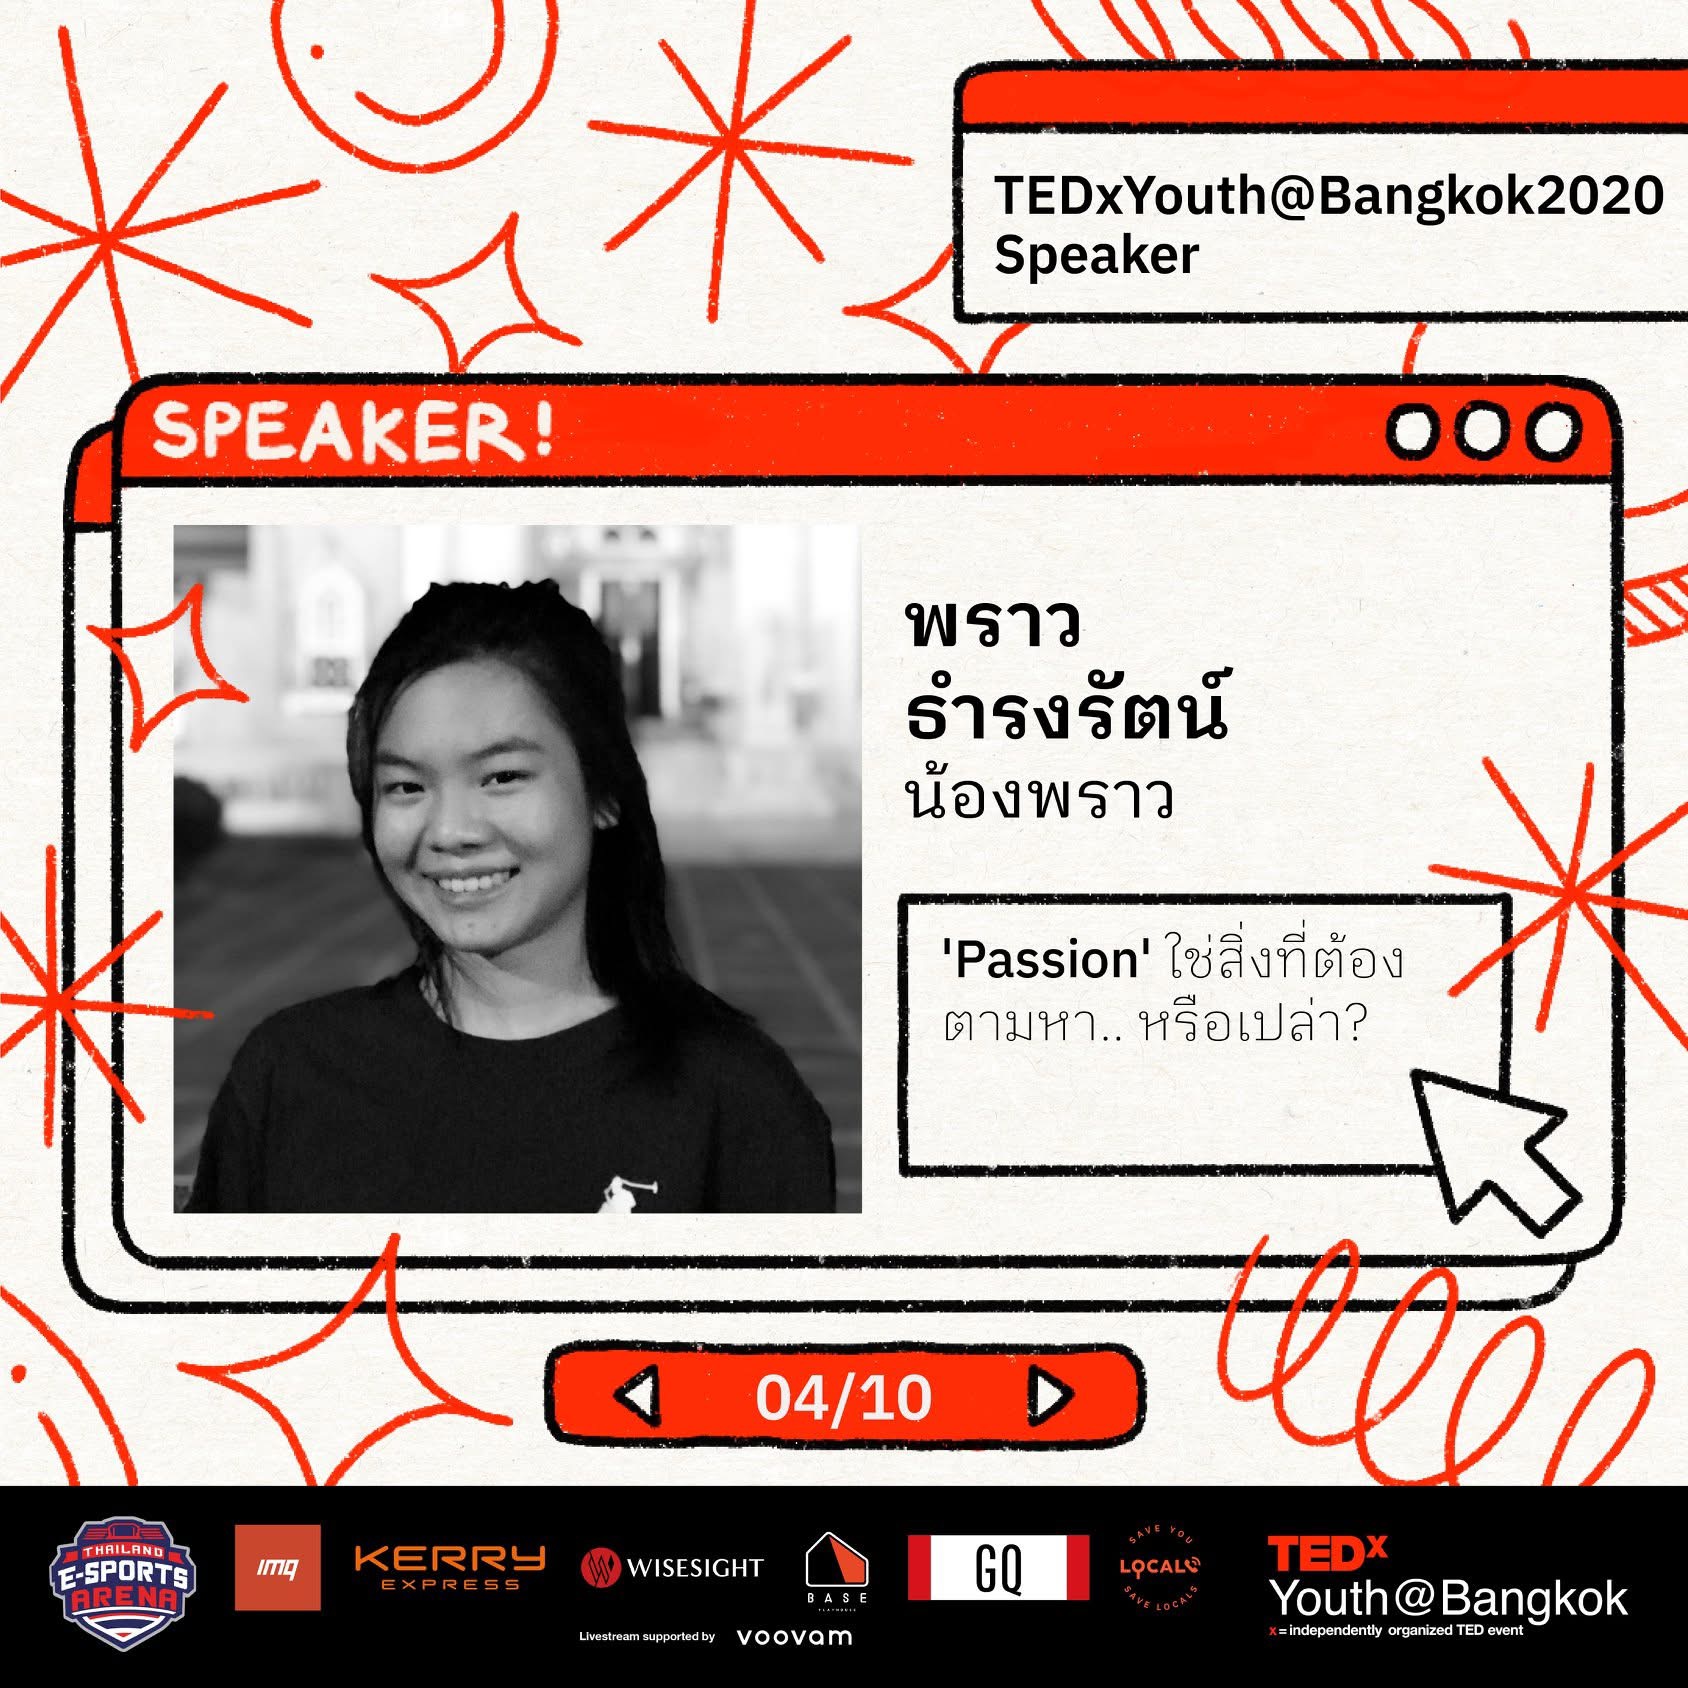 TEDxYouth@Bangkok2020
Speaker
SPEAKER!
พราว
ธำรงรัตน์
น้องพราว
'Passion' ใช่สิ่งที่ต้อง
ตามหา.. หรือเปล่า?
04/10
THAILAND
E-SPORTS
ARENA
imq
KERRY
EXPRESS
WISESIGHT
BASE
PLAYHOUSE
GQ
SAVE YOU
LOCAL
SAVE LOCALS
Livestream supported by voovam
TEDx
Youth@Bangkok
x = independently organized TED event